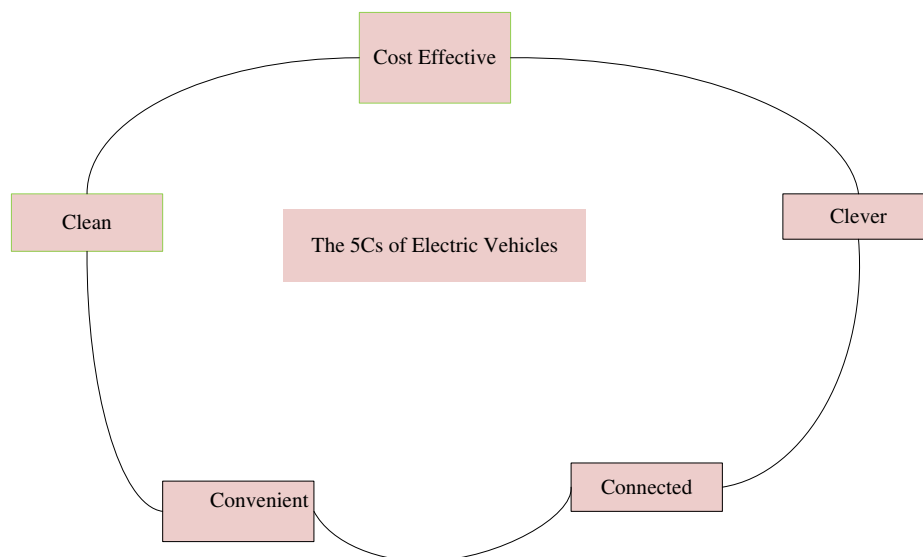 Cost Effective
Clean
Clever
The 5Cs of Electric Vehicles
Convenient
Connected